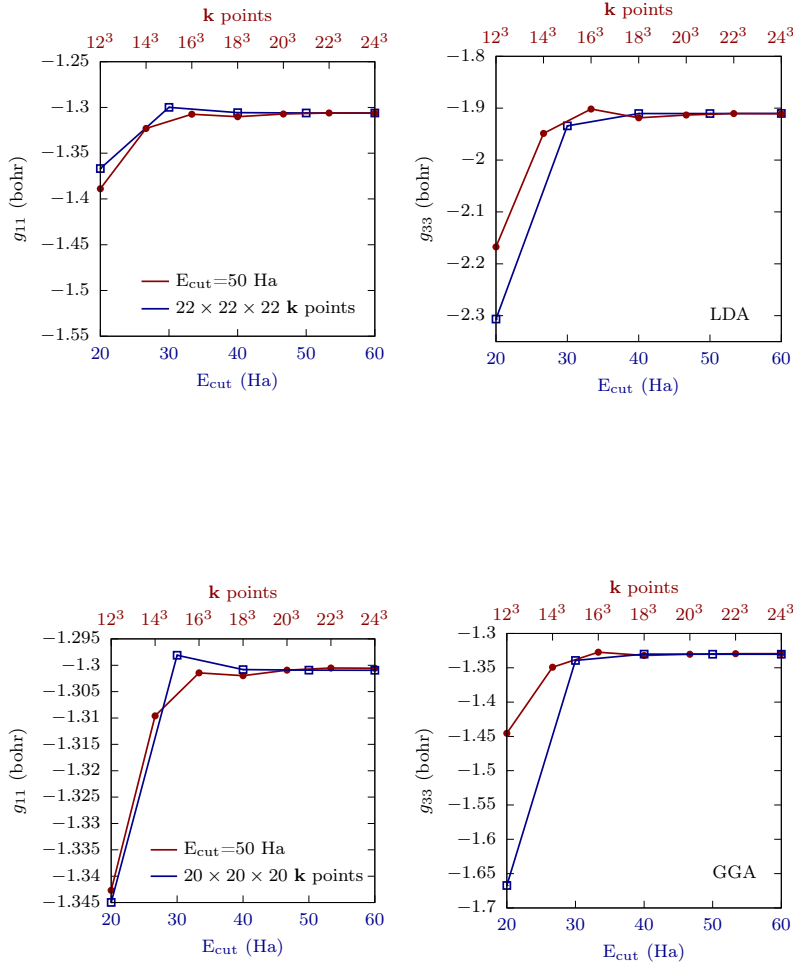 k points
12³ 14³ 16³ 18³ 20³ 22³ 24³
−1.25
−1.3
−1.35
−1.4
−1.45
−1.5
−1.55
g₁₁ (bohr)
E_cut=50 Ha
22 × 22 × 22 k points
20 30 40 50 60
E_cut (Ha)
k points
12³ 14³ 16³ 18³ 20³ 22³ 24³
−1.8
−1.9
−2
−2.1
−2.2
−2.3
g₃₃ (bohr)
LDA
20 30 40 50 60
E_cut (Ha)
k points
12³ 14³ 16³ 18³ 20³ 22³ 24³
−1.295
−1.3
−1.305
−1.31
−1.315
−1.32
−1.325
−1.33
−1.335
−1.34
−1.345
g₁₁ (bohr)
E_cut=50 Ha
20 × 20 × 20 k points
20 30 40 50 60
E_cut (Ha)
k points
12³ 14³ 16³ 18³ 20³ 22³ 24³
−1.3
−1.35
−1.4
−1.45
−1.5
−1.55
−1.6
−1.65
−1.7
g₃₃ (bohr)
GGA
20 30 40 50 60
E_cut (Ha)